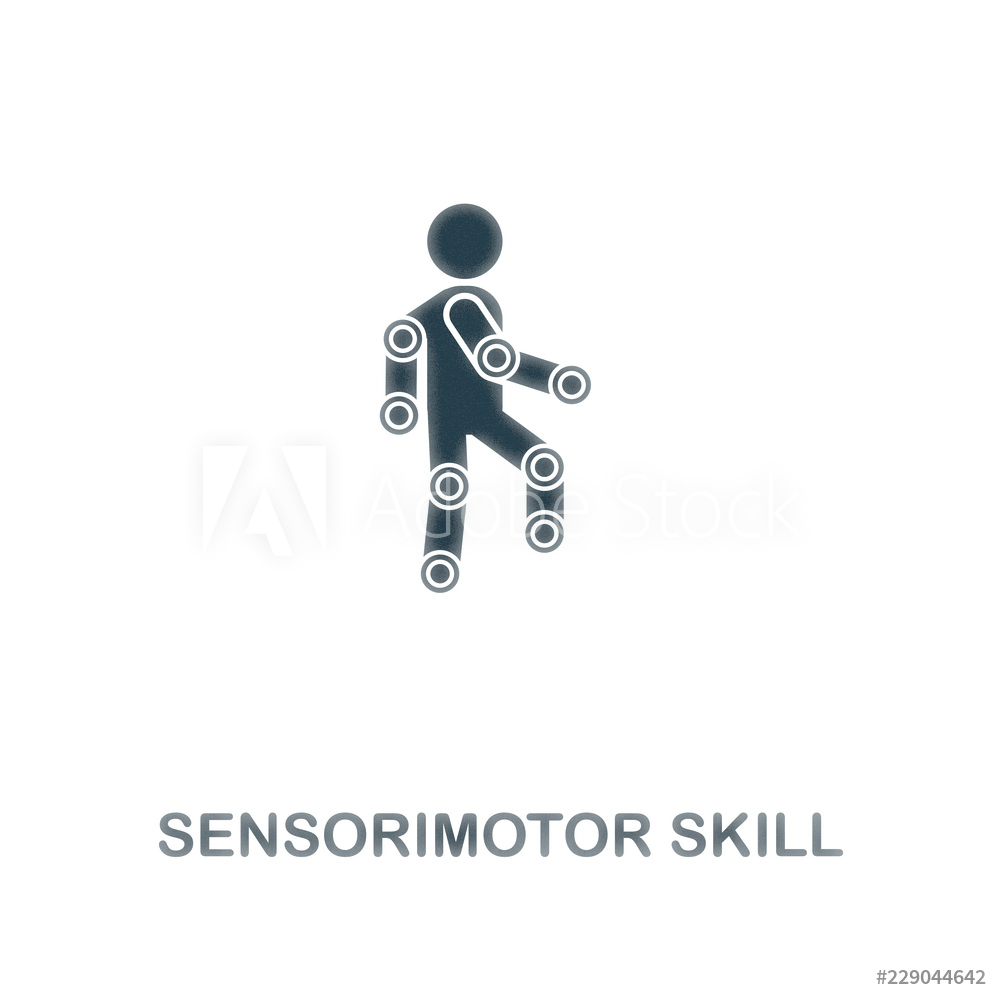 Adobe Stock
SENSORIMOTOR SKILL
#229044642